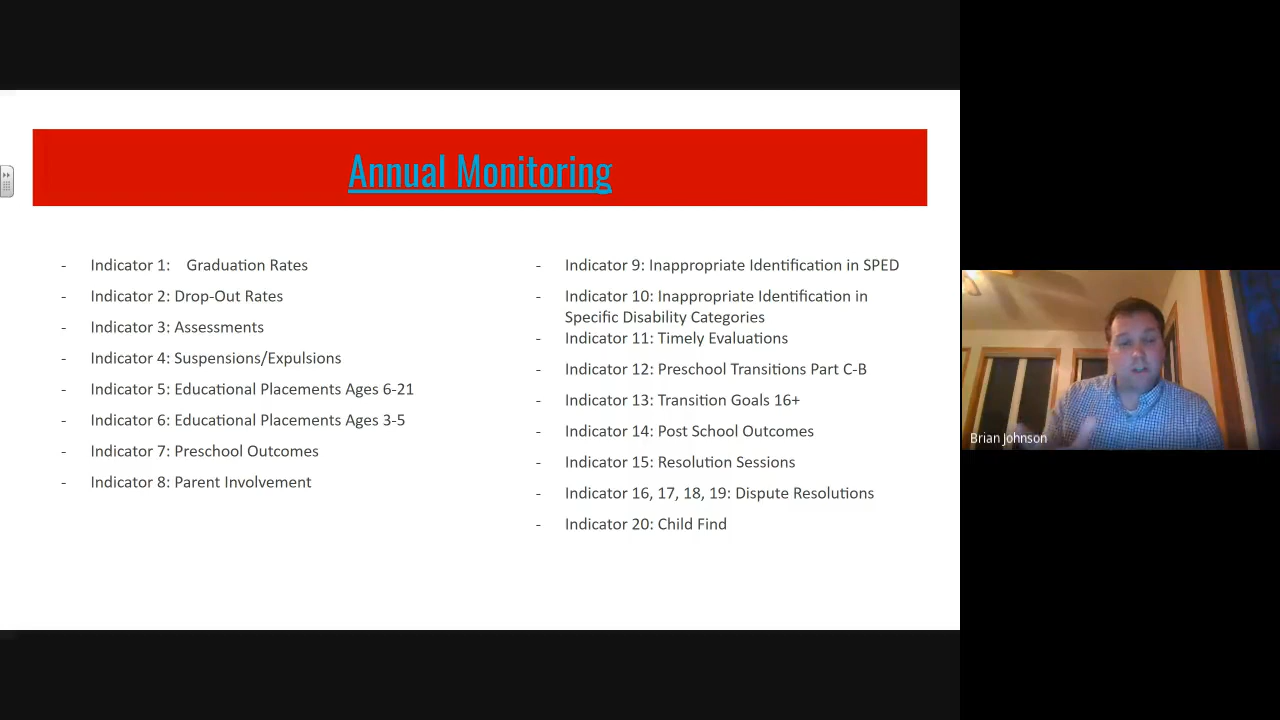 Annual Monitoring
- Indicator 1: Graduation Rates
- Indicator 2: Drop-Out Rates
- Indicator 3: Assessments
- Indicator 4: Suspensions/Expulsions
- Indicator 5: Educational Placements Ages 6-21
- Indicator 6: Educational Placements Ages 3-5
- Indicator 7: Preschool Outcomes
- Indicator 8: Parent Involvement
- Indicator 9: Inappropriate Identification in SPED
- Indicator 10: Inappropriate Identification in
Specific Disability Categories
- Indicator 11: Timely Evaluations
- Indicator 12: Preschool Transitions Part C-B
- Indicator 13: Transition Goals 16+
- Indicator 14: Post School Outcomes
- Indicator 15: Resolution Sessions
- Indicator 16, 17, 18, 19: Dispute Resolutions
- Indicator 20: Child Find
Brian Johnson